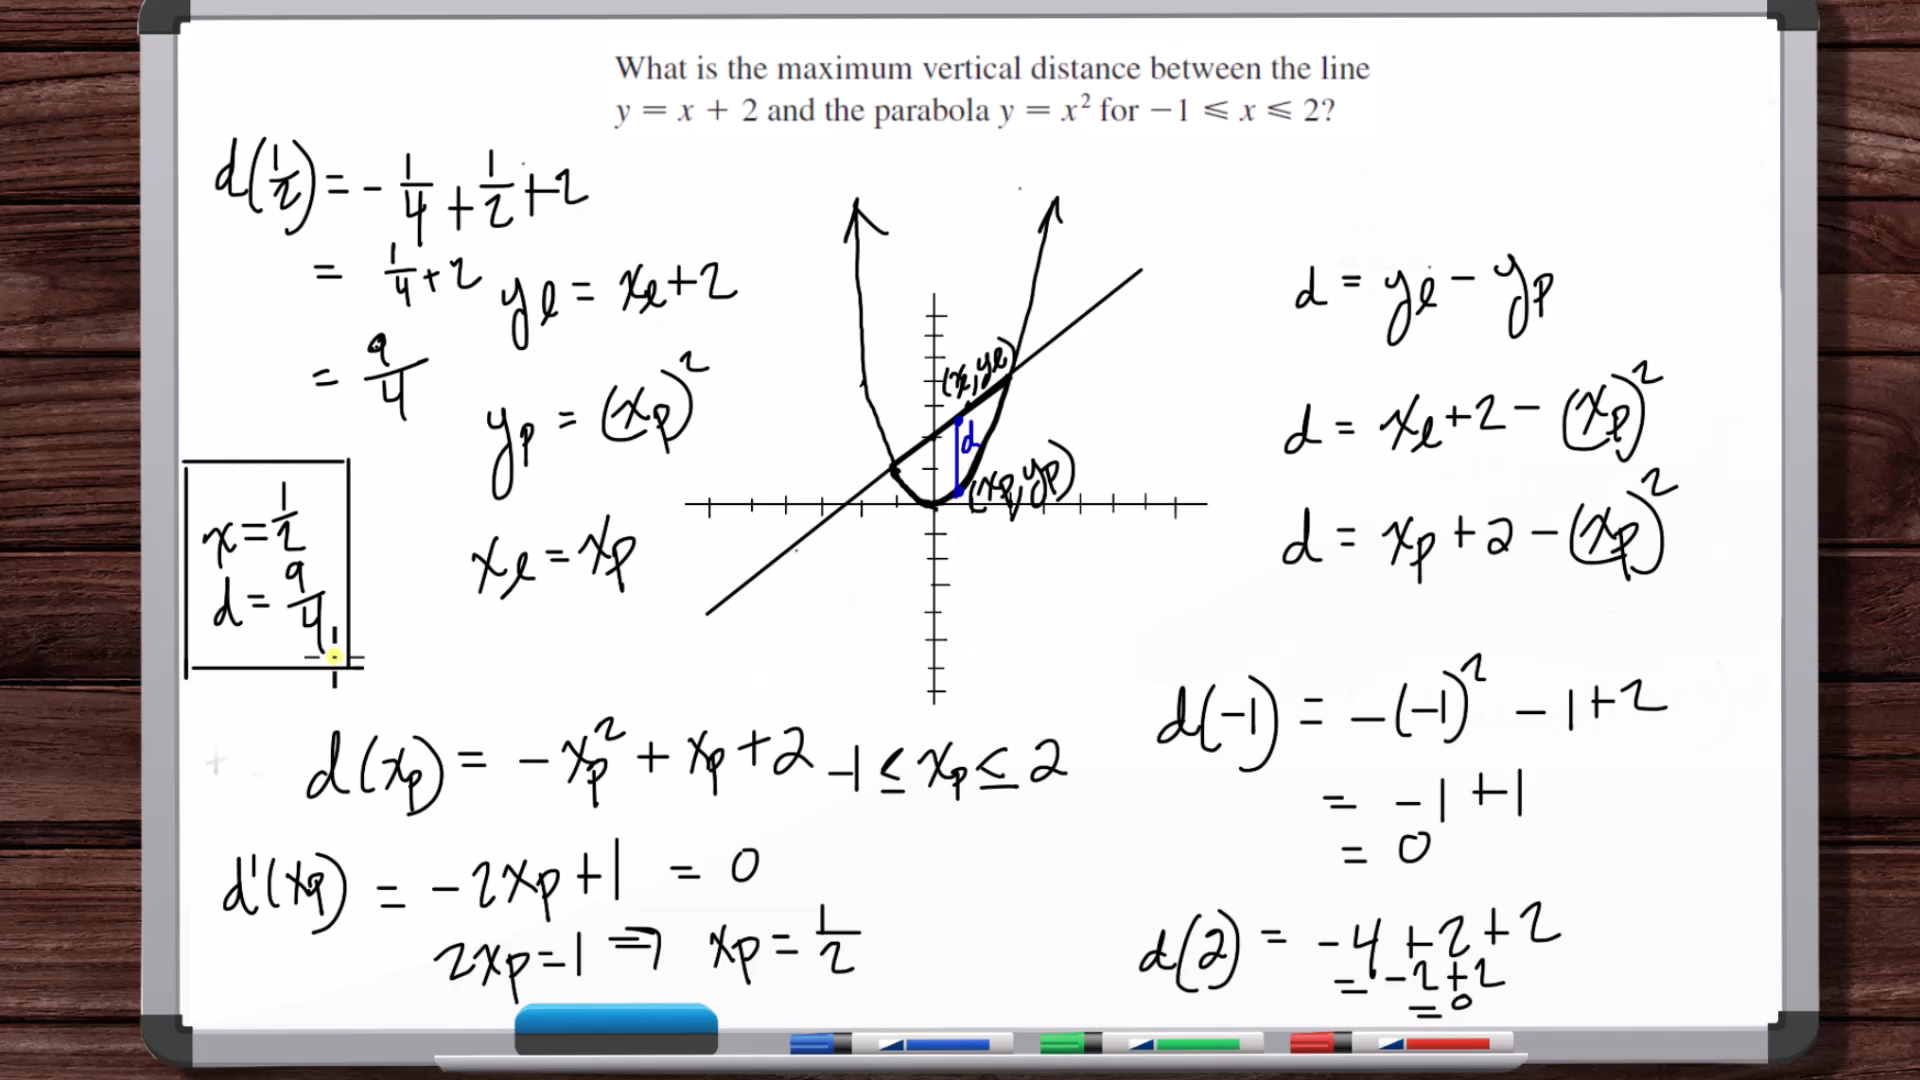 What is the maximum vertical distance between the line
y = x + 2 and the parabola y = x² for −1 ⩽ x ⩽ 2?
d(1/2) = - 1/4 + 1/2 + 2
= 1/4 + 2
= 9/4
yℓ = xℓ + 2
yp = (xp)²
xℓ = xp
x = 1/2
d = 9/4
(xℓ, yℓ)
d
(xp, yp)
d = yℓ - yp
d = xℓ + 2 - (xp)²
d = xp + 2 - (xp)²
d(xp) = -xp² + xp + 2 -1 ≤ xp ≤ 2
d'(xp) = -2xp + 1 = 0
2xp = 1 ⇒ xp = 1/2
d(-1) = -(-1)² - 1 + 2
= -1 + 1
= 0
d(2) = -4 + 2 + 2
= -2 + 2
= 0